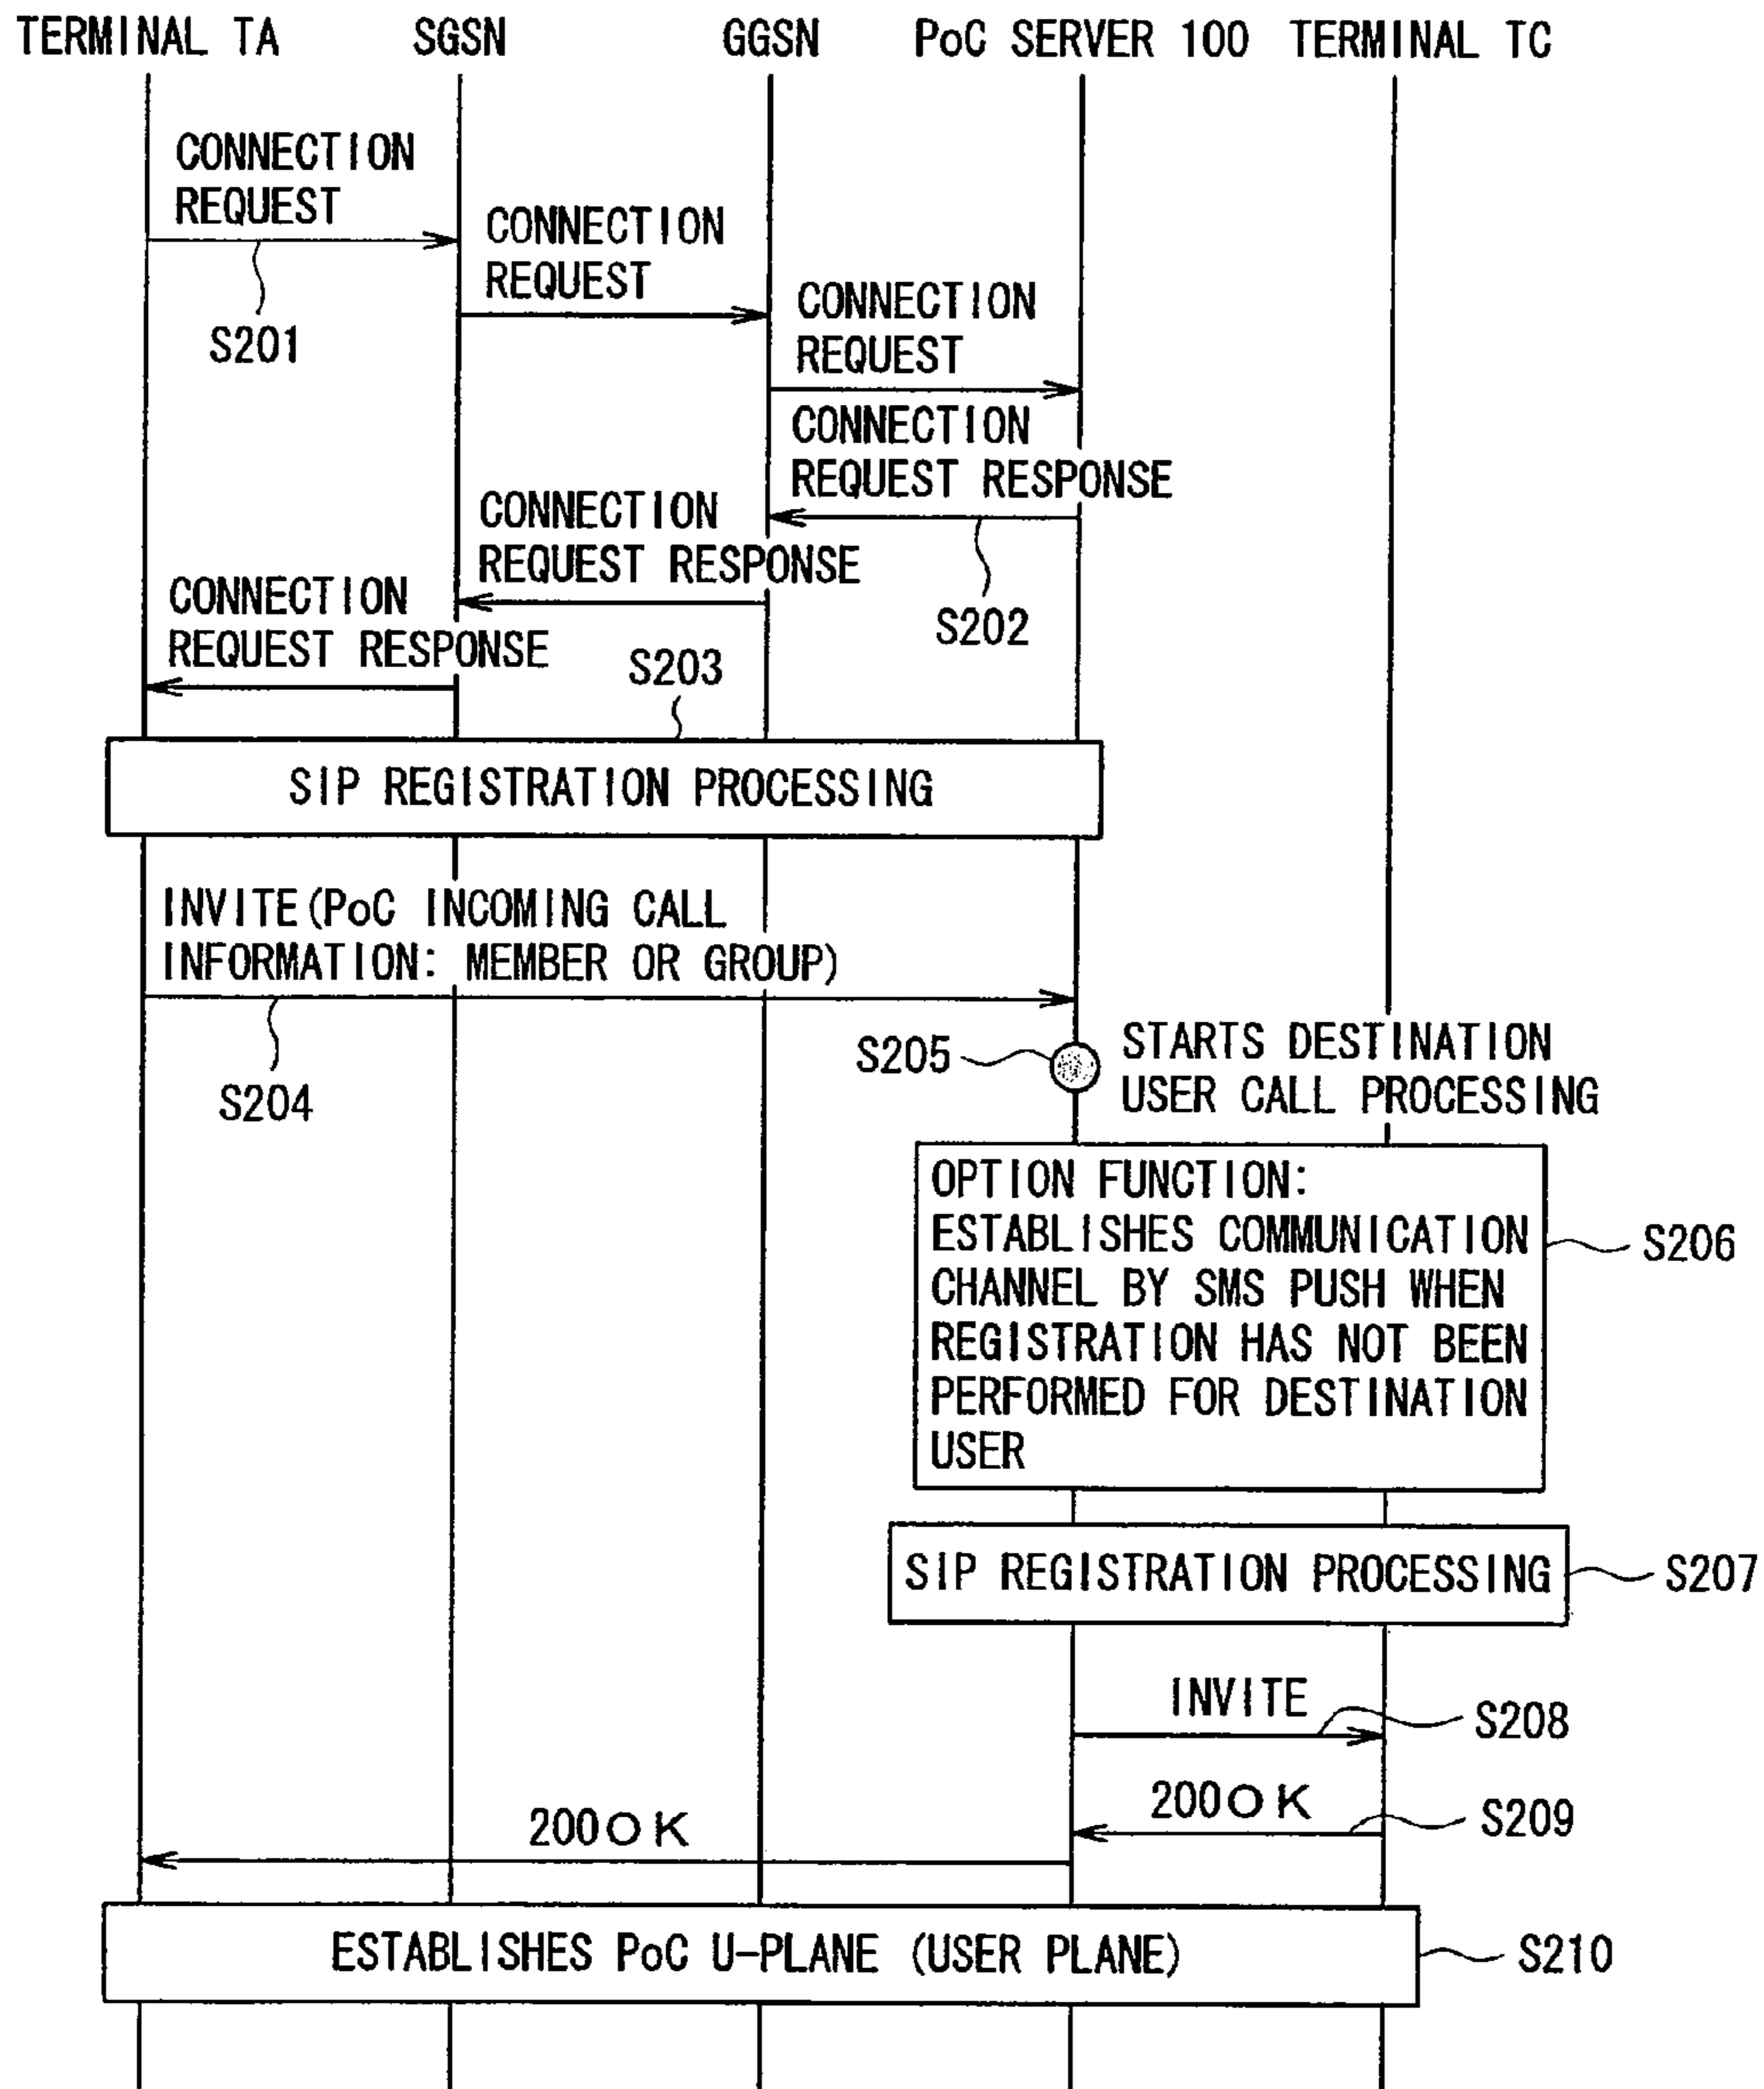 TERMINAL TA
SGSN
GGSN
PoC SERVER 100
TERMINAL TC
CONNECTION
REQUEST
S201
CONNECTION
REQUEST
CONNECTION
REQUEST
CONNECTION
REQUEST RESPONSE
S202
CONNECTION
REQUEST RESPONSE
CONNECTION
REQUEST RESPONSE
S203
SIP REGISTRATION PROCESSING
INVITE(PoC INCOMING CALL
INFORMATION: MEMBER OR GROUP)
S204
S205
STARTS DESTINATION
USER CALL PROCESSING
OPTION FUNCTION:
ESTABLISHES COMMUNICATION
CHANNEL BY SMS PUSH WHEN
REGISTRATION HAS NOT BEEN
PERFORMED FOR DESTINATION
USER
S206
SIP REGISTRATION PROCESSING
S207
INVITE
S208
200OK
S209
200OK
ESTABLISHES PoC U-PLANE (USER PLANE)
S210